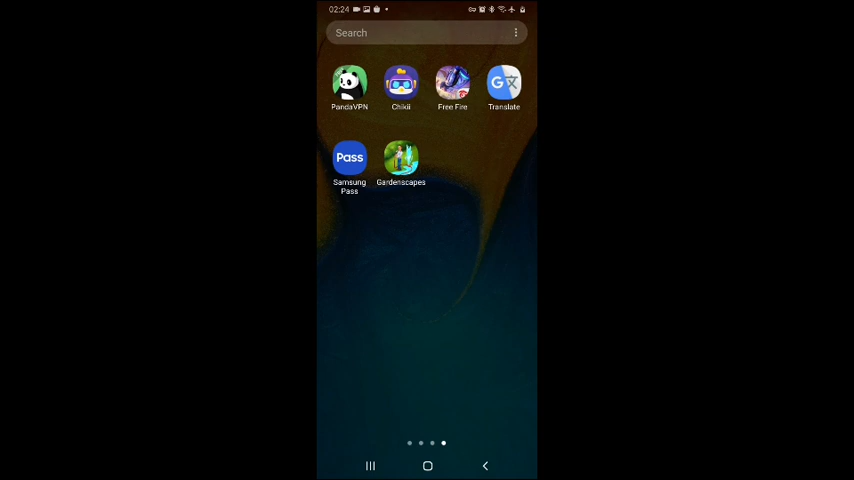 02:24
Search
PandaVPN
Chikii
Free Fire
Translate
Pass
Samsung
Pass
Gardenscapes